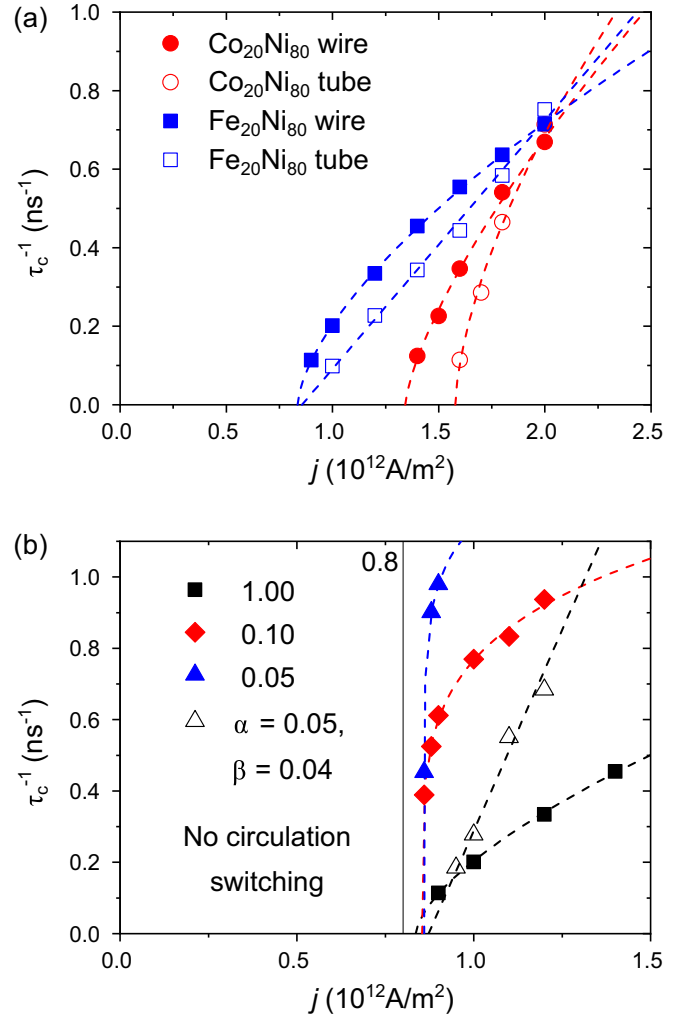 (a)
1.0
0.8
0.6
0.4
0.2
0.0
τc⁻¹ (ns⁻¹)
Co₂₀Ni₈₀ wire
Co₂₀Ni₈₀ tube
Fe₂₀Ni₈₀ wire
Fe₂₀Ni₈₀ tube
0.0 0.5 1.0 1.5 2.0 2.5
j (10¹²A/m²)
(b)
1.0
0.8
0.6
0.4
0.2
0.0
τc⁻¹ (ns⁻¹)
0.8
1.00
0.10
0.05
α = 0.05,
β = 0.04
No circulation
switching
0.0 0.5 1.0 1.5
j (10¹²A/m²)